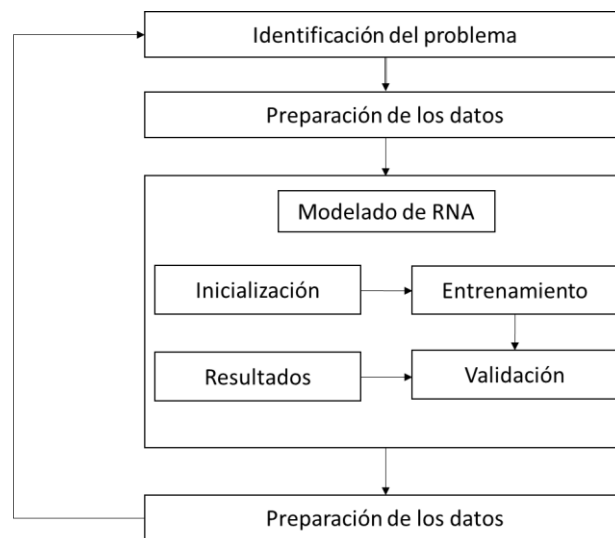 Identificación del problema
Preparación de los datos
Modelado de RNA
Inicialización
Entrenamiento
Resultados
Validación
Preparación de los datos